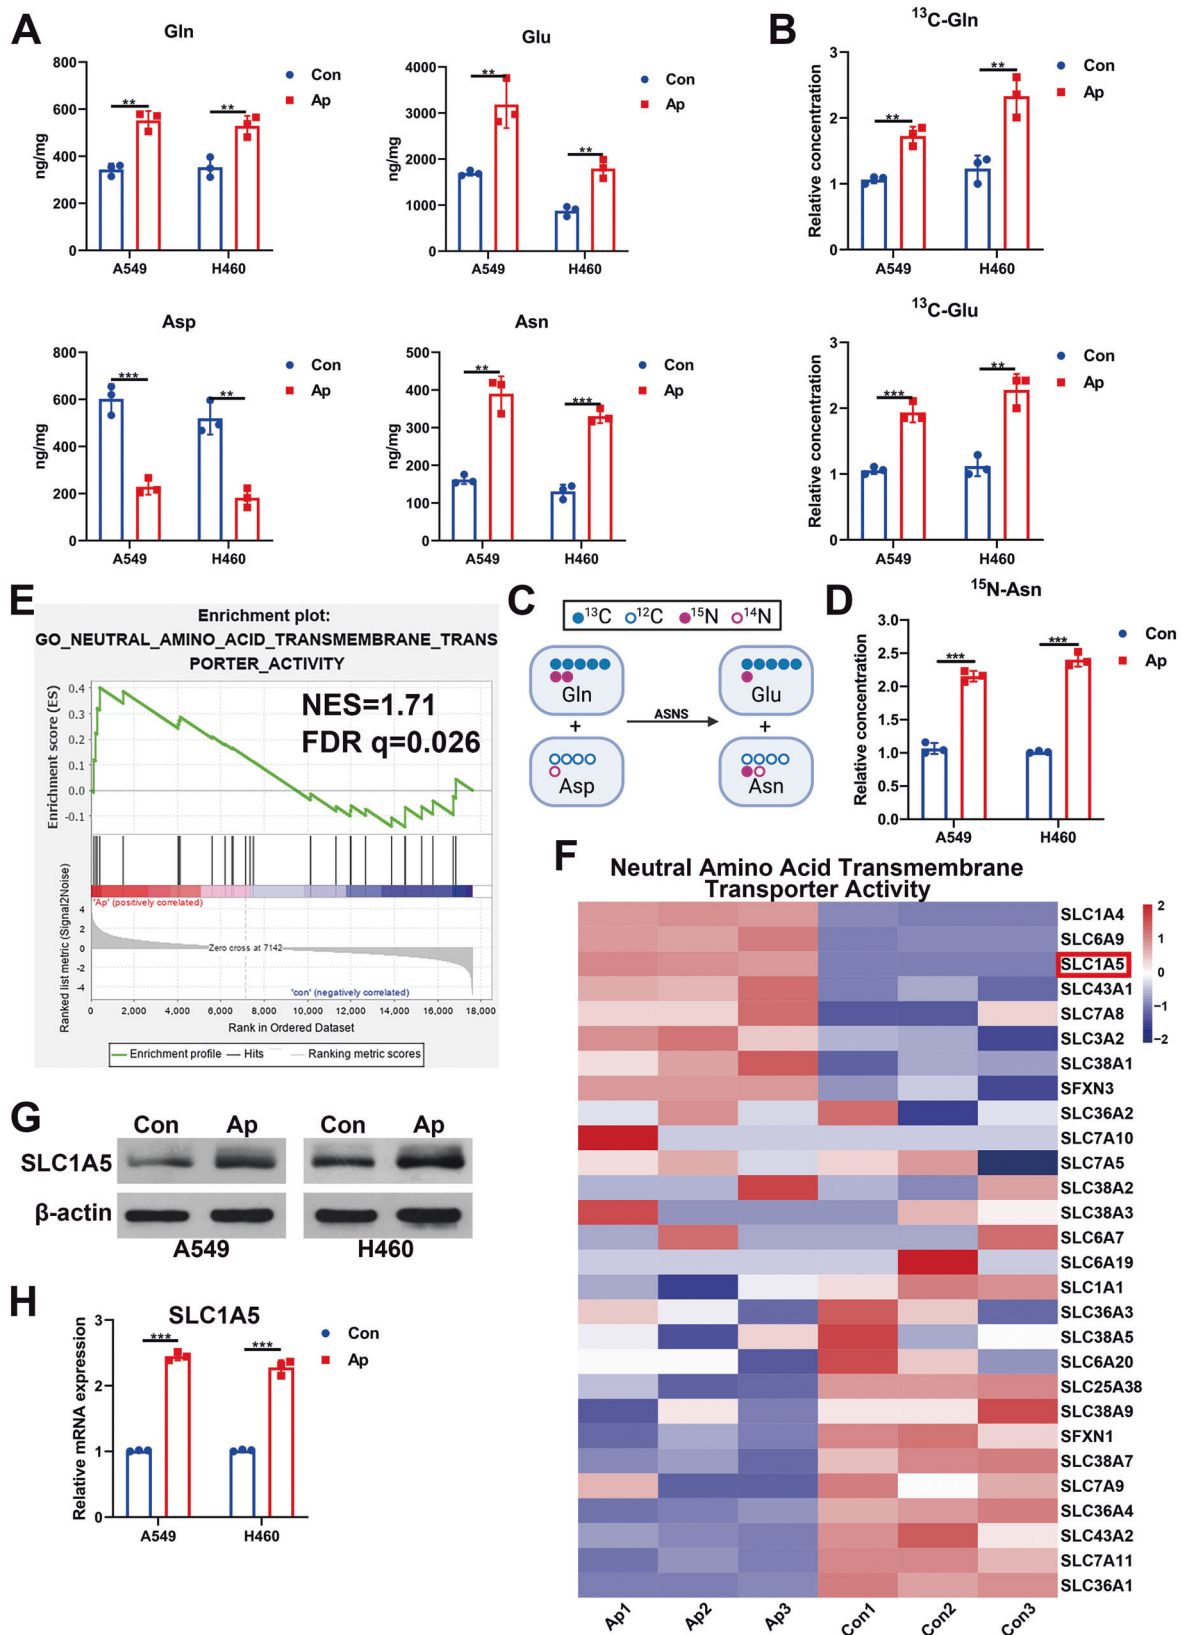 A
Gln
ng/mg
800
600
400
200
0
**
**
A549
H460
Con
Ap
Glu
ng/mg
4000
3000
2000
1000
0
**
**
A549
H460
Con
Ap
B
¹³C-Gln
Relative concentration
3
2
1
0
**
**
A549
H460
Con
Ap
Asp
ng/mg
800
600
400
200
0
***
**
A549
H460
Con
Ap
Asn
ng/mg
500
400
300
200
100
0
**
***
A549
H460
Con
Ap
¹³C-Glu
Relative concentration
3
2
1
0
***
**
A549
H460
Con
Ap
E
Enrichment plot:
GO_NEUTRAL_AMINO_ACID_TRANSMEMBRANE_TRANS
PORTER_ACTIVITY
NES=1.71
FDR q=0.026
Enrichment score (ES)
0.4
0.3
0.2
0.1
0.0
-0.1
'Ap' (positively correlated)
Ranked list metric (Signal2Noise)
4
2
0
-2
-4
Zero cross at 7142
'con' (negatively correlated)
0 2,000 4,000 6,000 8,000 10,000 12,000 14,000 16,000 18,000
Rank in Ordered Dataset
Enrichment profile Hits Ranking metric scores
C
¹³C ¹²C ¹⁵N ¹⁴N
Gln
+
Asp
ASNS
Glu
+
Asn
D
¹⁵N-Asn
Relative concentration
3.0
2.5
2.0
1.5
1.0
0.5
0.0
***
***
A549
H460
Con
Ap
F
Neutral Amino Acid Transmembrane
Transporter Activity
SLC1A4
SLC6A9
SLC1A5
SLC43A1
SLC7A8
SLC3A2
SLC38A1
SFXN3
SLC36A2
SLC7A10
SLC7A5
SLC38A2
SLC38A3
SLC6A7
SLC6A19
SLC1A1
SLC36A3
SLC38A5
SLC6A20
SLC25A38
SLC38A9
SFXN1
SLC38A7
SLC7A9
SLC36A4
SLC43A2
SLC7A11
SLC36A1
2
1
0
−1
−2
Ap1 Ap2 Ap3 Con1 Con2 Con3
G
Con Ap Con Ap
SLC1A5
β-actin
A549 H460
H
SLC1A5
Relative mRNA expression
3
2
1
0
***
***
A549
H460
Con
Ap